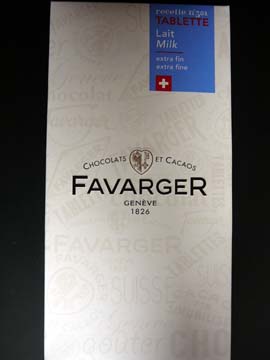 recette n°301
TABLETTE
Lait
Milk
extra fin
extra fine
CHOCOLATS ET CACAOS
FAVARGER
GENÈVE
1826